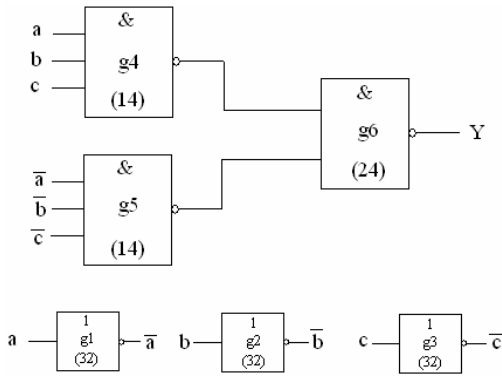 a
b
c
&
g4
(14)
&
g6
(24)
Y
a̅
b̅
c̅
&
g5
(14)
a
1
g1
(32)
a̅
b
1
g2
(32)
b̅
c
1
g3
(32)
c̅